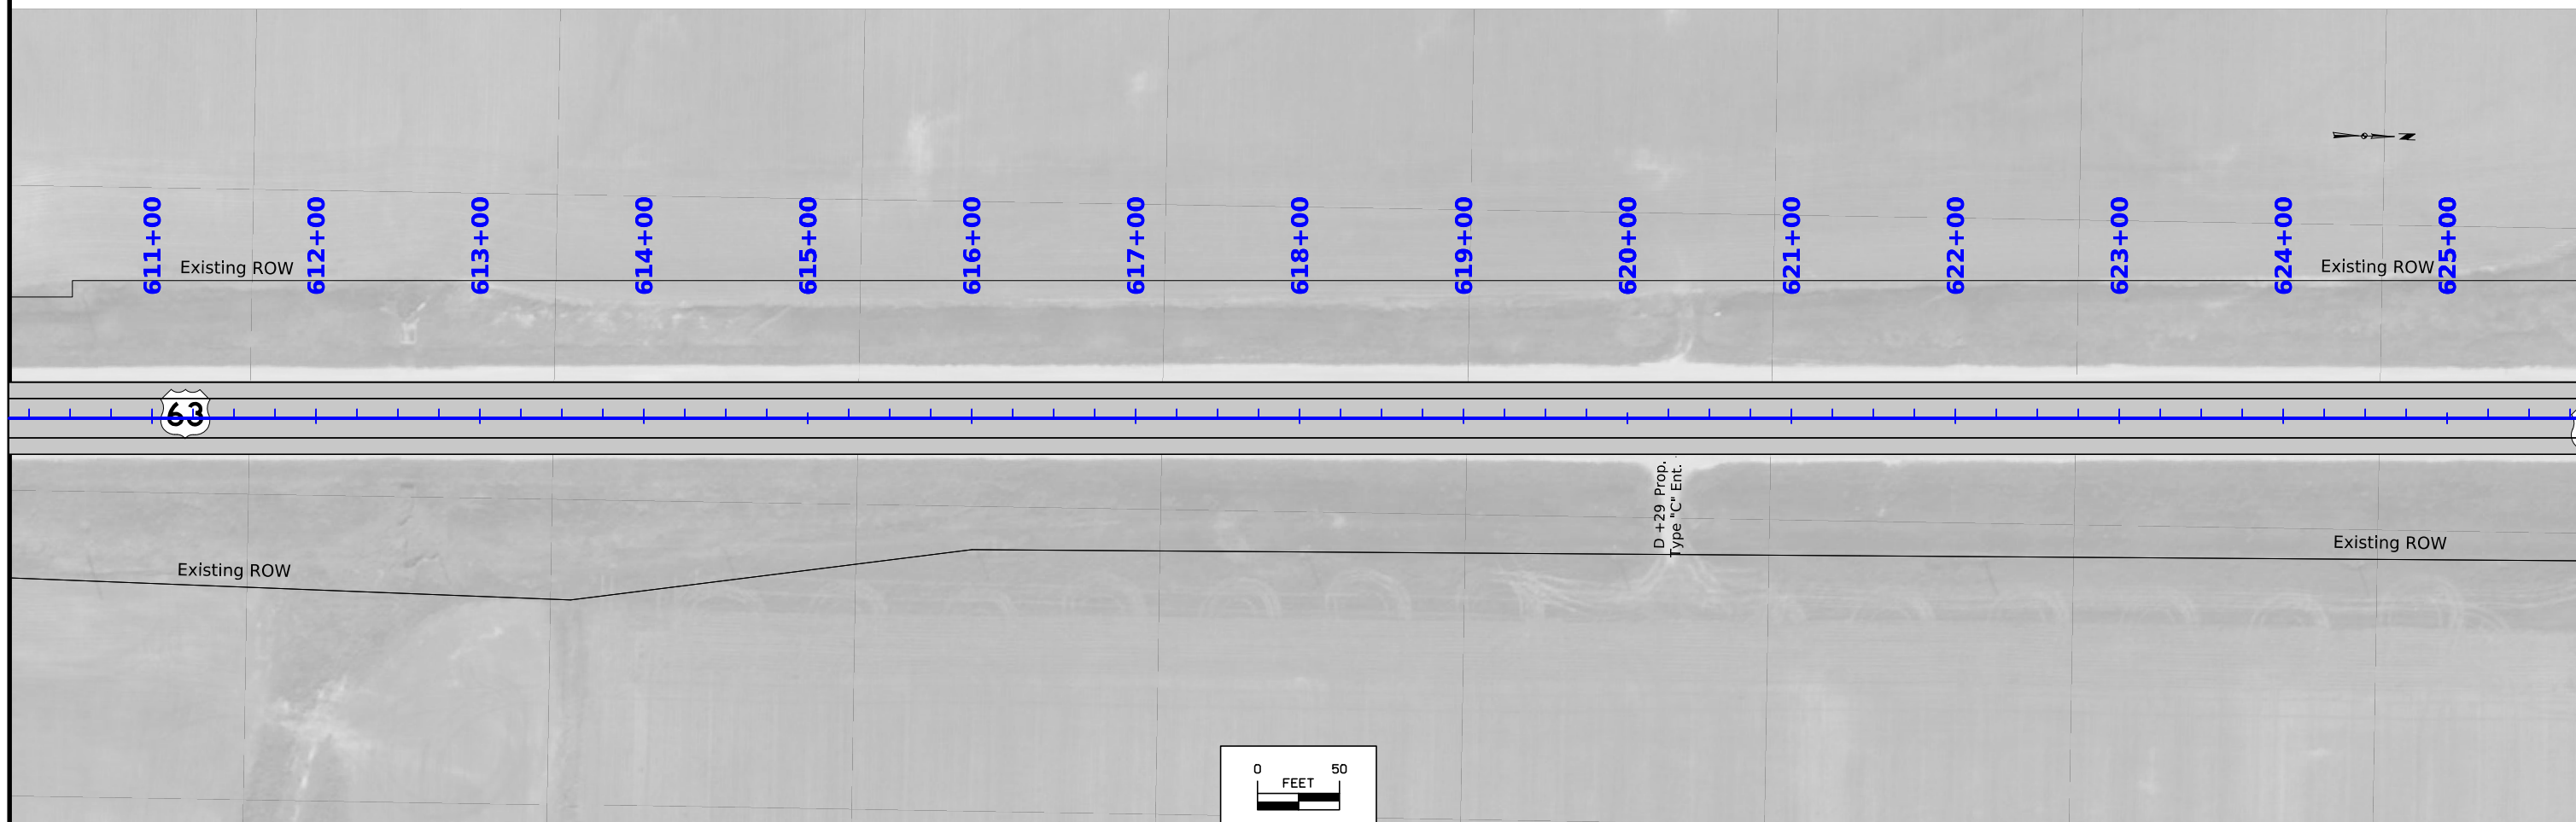 611+00
612+00
613+00
614+00
615+00
616+00
617+00
618+00
619+00
620+00
621+00
622+00
623+00
624+00
625+00
N
Existing ROW
Existing ROW
63
D +29 Prop.
Type "C" Ent.
Existing ROW
Existing ROW
0 50
FEET